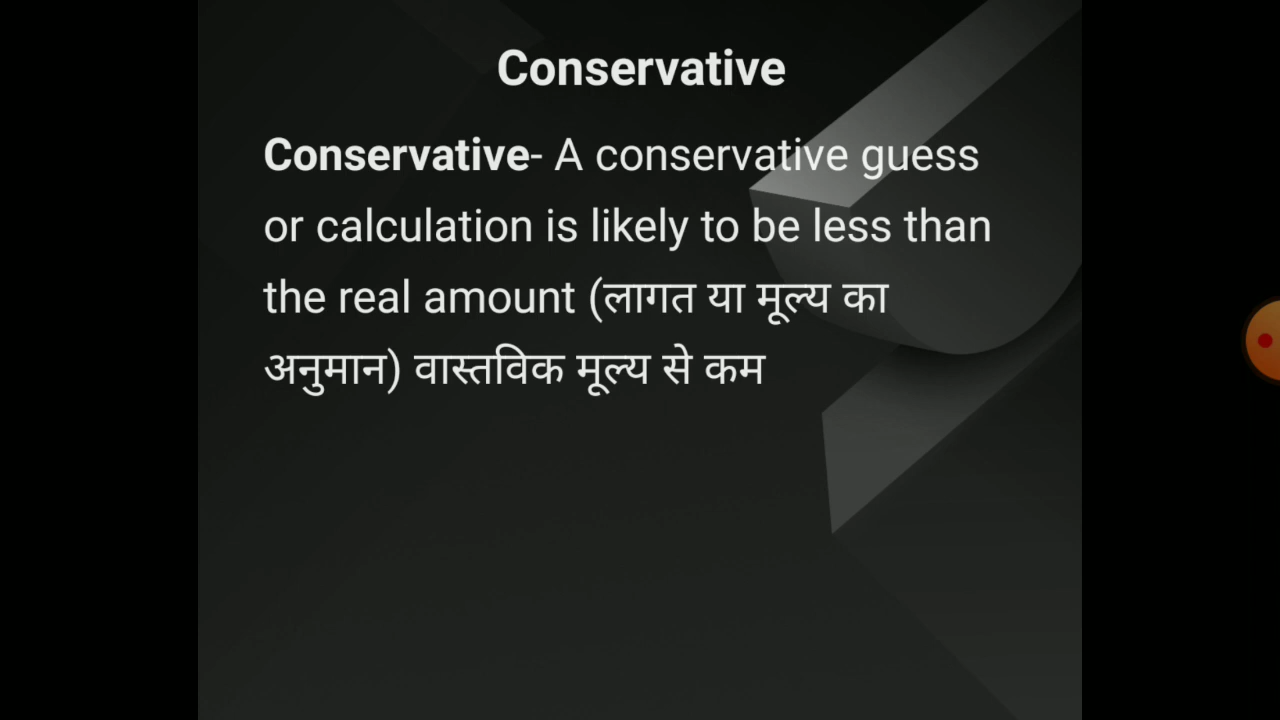 Conservative
Conservative- A conservative guess
or calculation is likely to be less than
the real amount (लागत या मूल्य का
अनुमान) वास्तविक मूल्य से कम